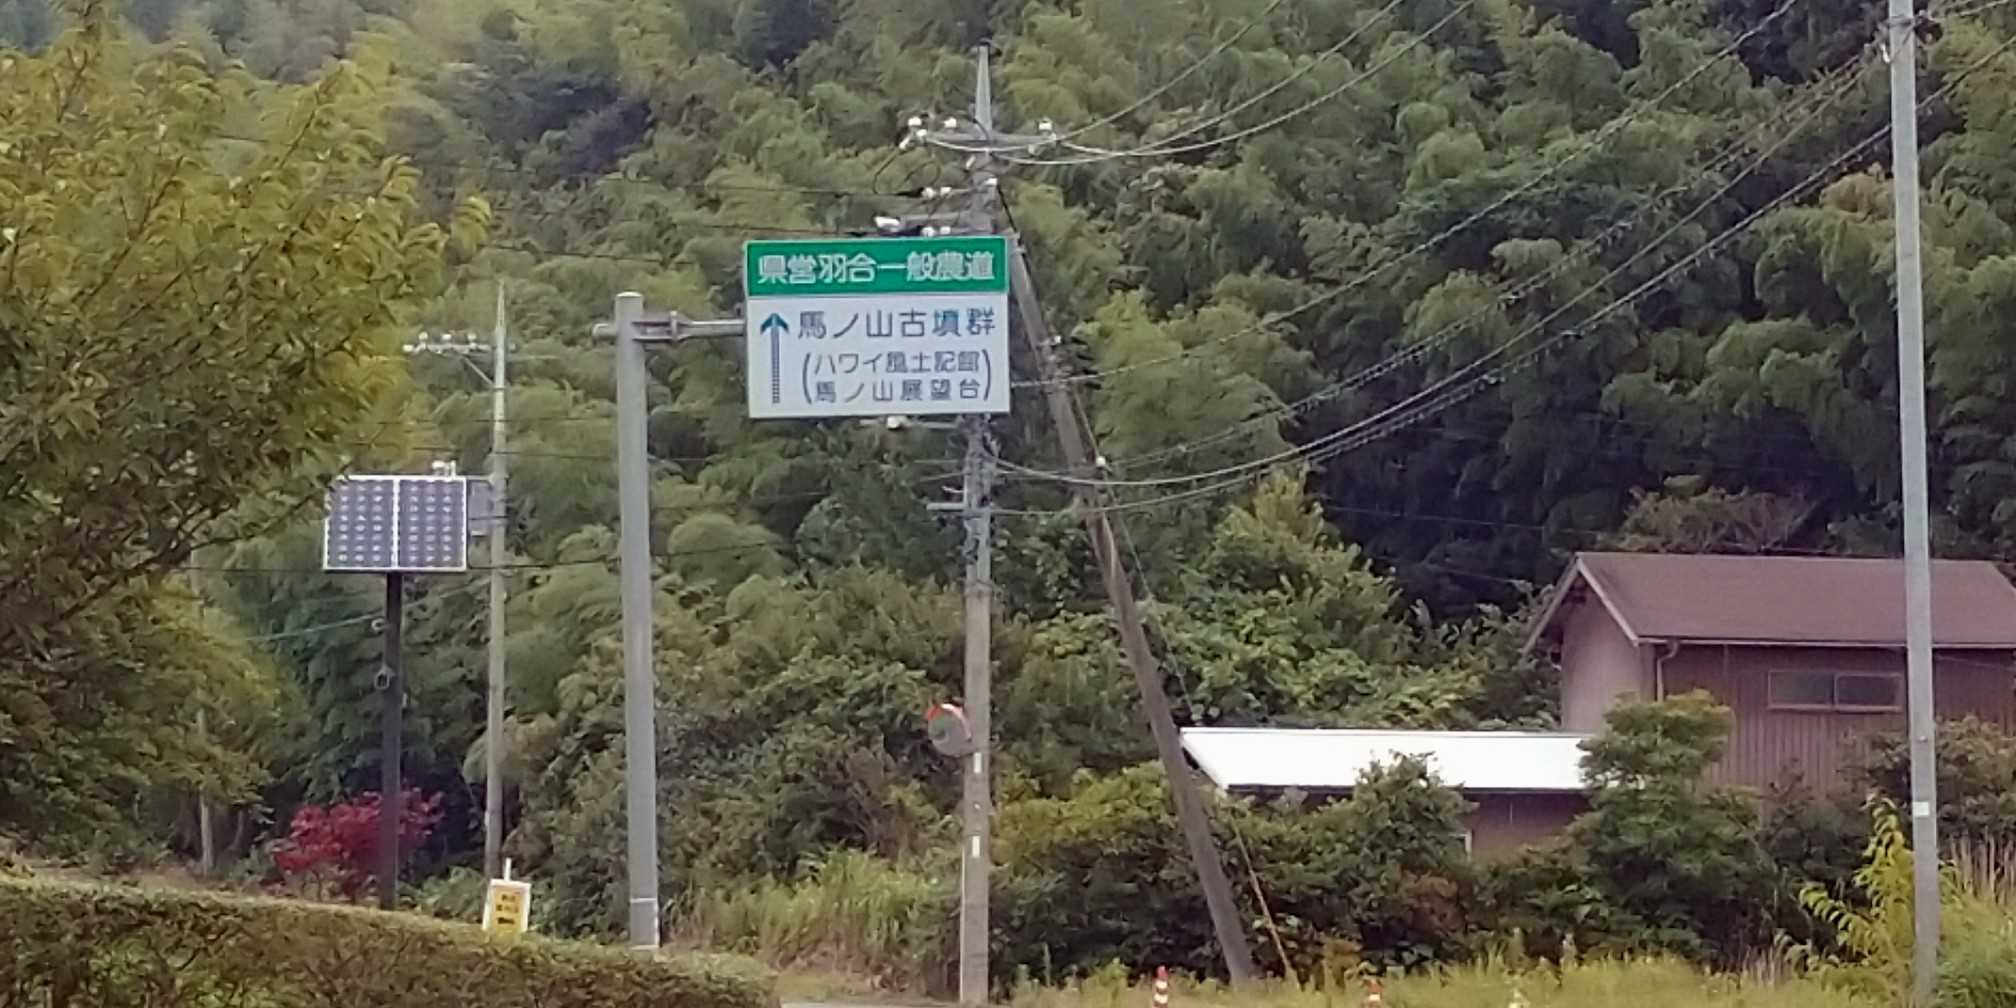 県営羽合一般農道
↑馬ノ山古墳群
(ハワイ風土記館
馬ノ山展望台)